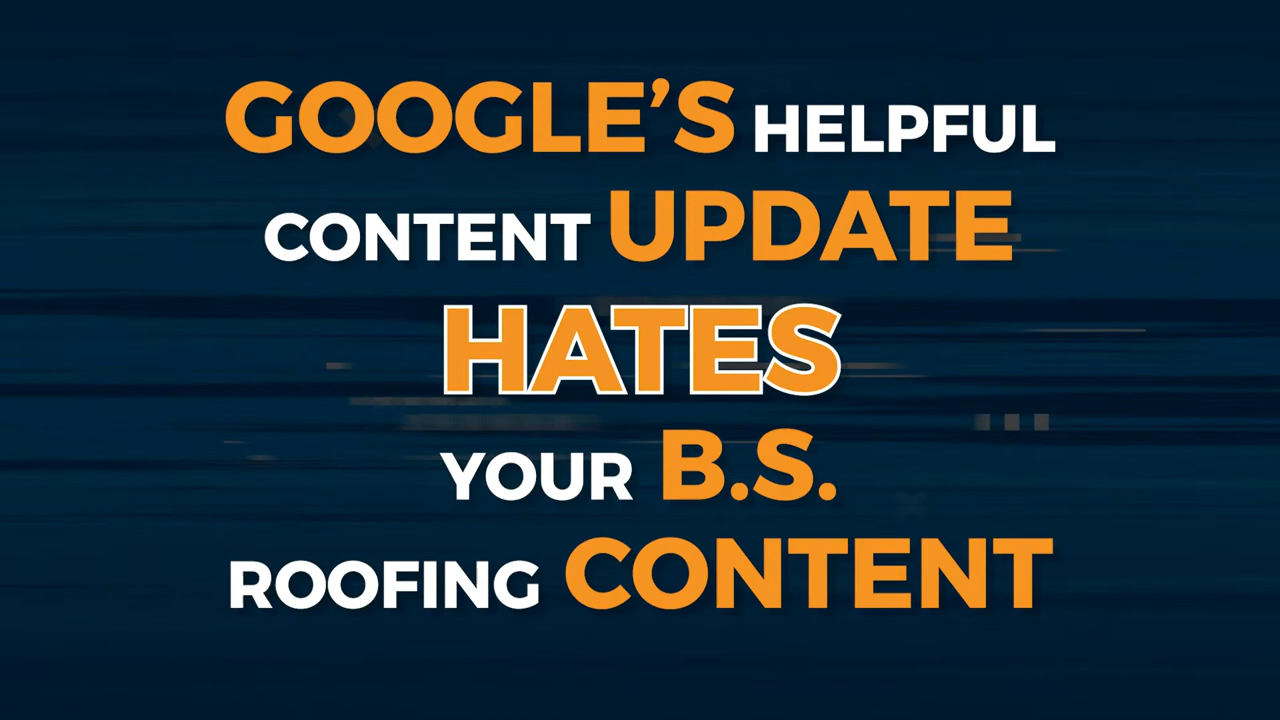 GOOGLE’S HELPFUL
CONTENT UPDATE
HATES
YOUR B.S.
ROOFING CONTENT